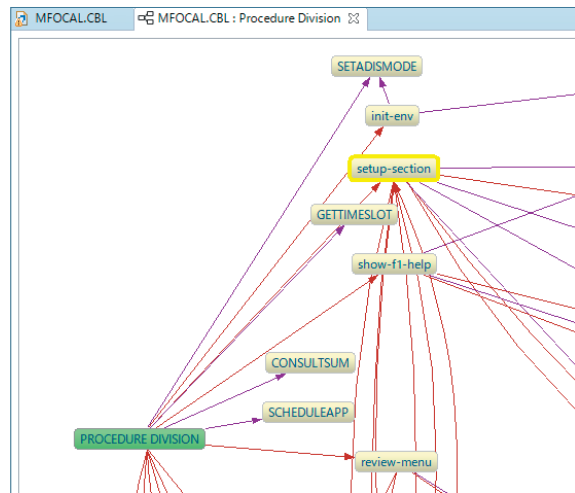 MFOCAL.CBL
MFOCAL.CBL : Procedure Division
SETADISMODE
init-env
setup-section
GETTIMESLOT
show-f1-help
CONSULTSUM
SCHEDULEAPP
PROCEDURE DIVISION
review-menu